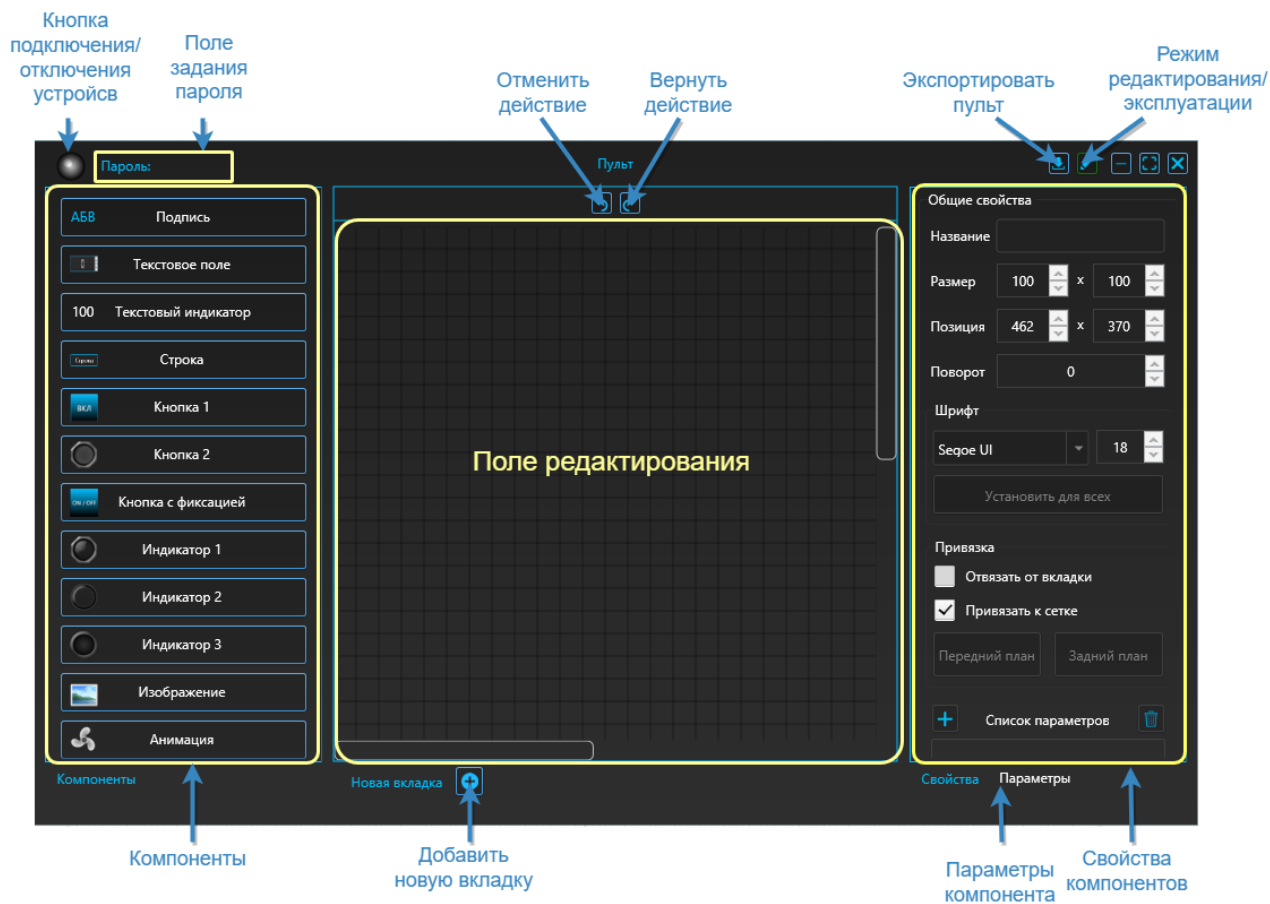 Кнопка
подключения/
отключения
устройсв
Поле
задания
пароля
Отменить
действие
Вернуть
действие
Экспортировать
пульт
Режим
редактирования/
эксплуатации
Пароль:
Пульт
АБВ Подпись
Текстовое поле
100 Текстовый индикатор
Строка Строка
ВКЛ Кнопка 1
Кнопка 2
ON / OFF Кнопка с фиксацией
Индикатор 1
Индикатор 2
Индикатор 3
Изображение
Анимация
Компоненты
Поле редактирования
Новая вкладка
Общие свойства
Название
Размер 100 x 100
Позиция 462 x 370
Поворот 0
Шрифт
Segoe UI 18
Установить для всех
Привязка
Отвязать от вкладки
Привязать к сетке
Передний план Задний план
Список параметров
Свойства Параметры
Компоненты
Добавить
новую вкладку
Параметры
компонента
Свойства
компонентов